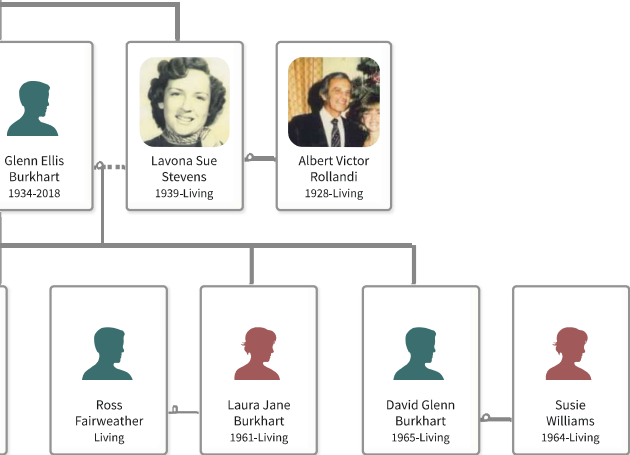 Glenn Ellis
Burkhart
1934-2018
Lavona Sue
Stevens
1939-Living
Albert Victor
Rollandi
1928-Living
Ross
Fairweather
Living
Laura Jane
Burkhart
1961-Living
David Glenn
Burkhart
1965-Living
Susie
Williams
1964-Living